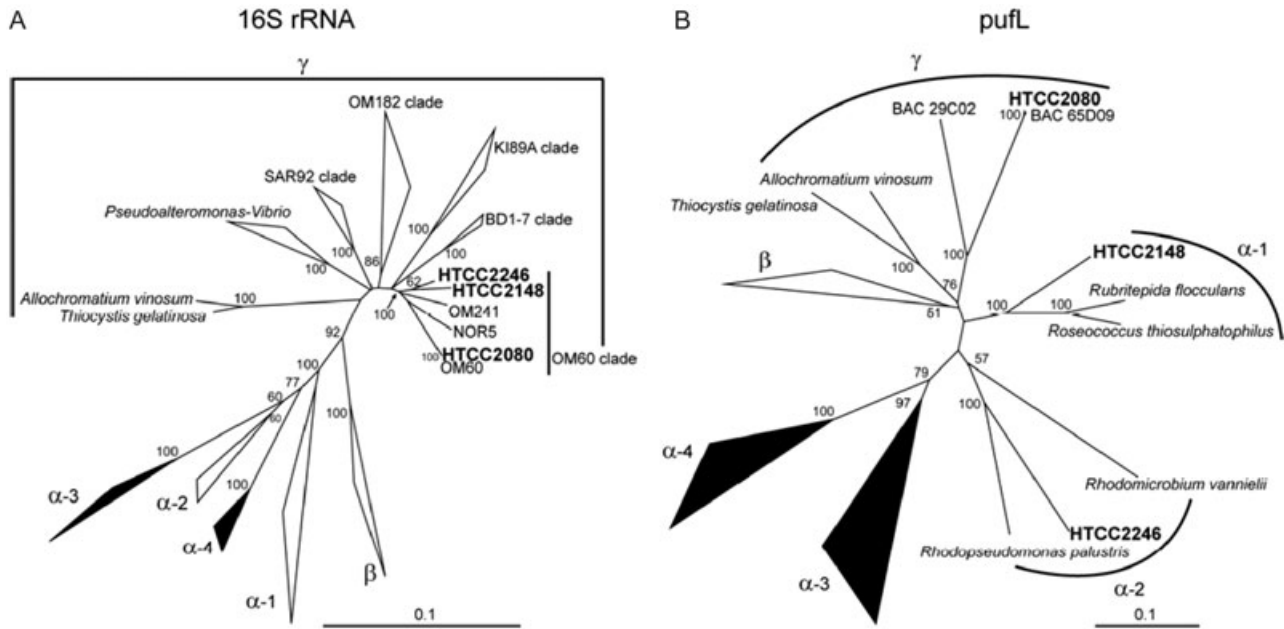 A
16S rRNA
γ
OM182 clade
KI89A clade
SAR92 clade
Pseudoalteromonas-Vibrio
BD1-7 clade
100
100
100
100
86
62
HTCC2246
HTCC2148
Allochromatium vinosum
100
Thiocystis gelatinosa
100
OM241
NOR5
92
100
HTCC2080
OM60
OM60 clade
100
77
60
60
100
100
100
α-3
α-2
α-4
β
α-1
0.1
B
pufL
γ
BAC 29C02
HTCC2080
100
BAC 65D09
Allochromatium vinosum
Thiocystis gelatinosa
HTCC2148
α-1
β
100
100
76
51
100
100
Rubritepida flocculans
Roseococcus thiosulphatophilus
57
79
97
100
100
α-4
Rhodomicrobium vannielii
HTCC2246
Rhodopseudomonas palustris
α-3
α-2
0.1